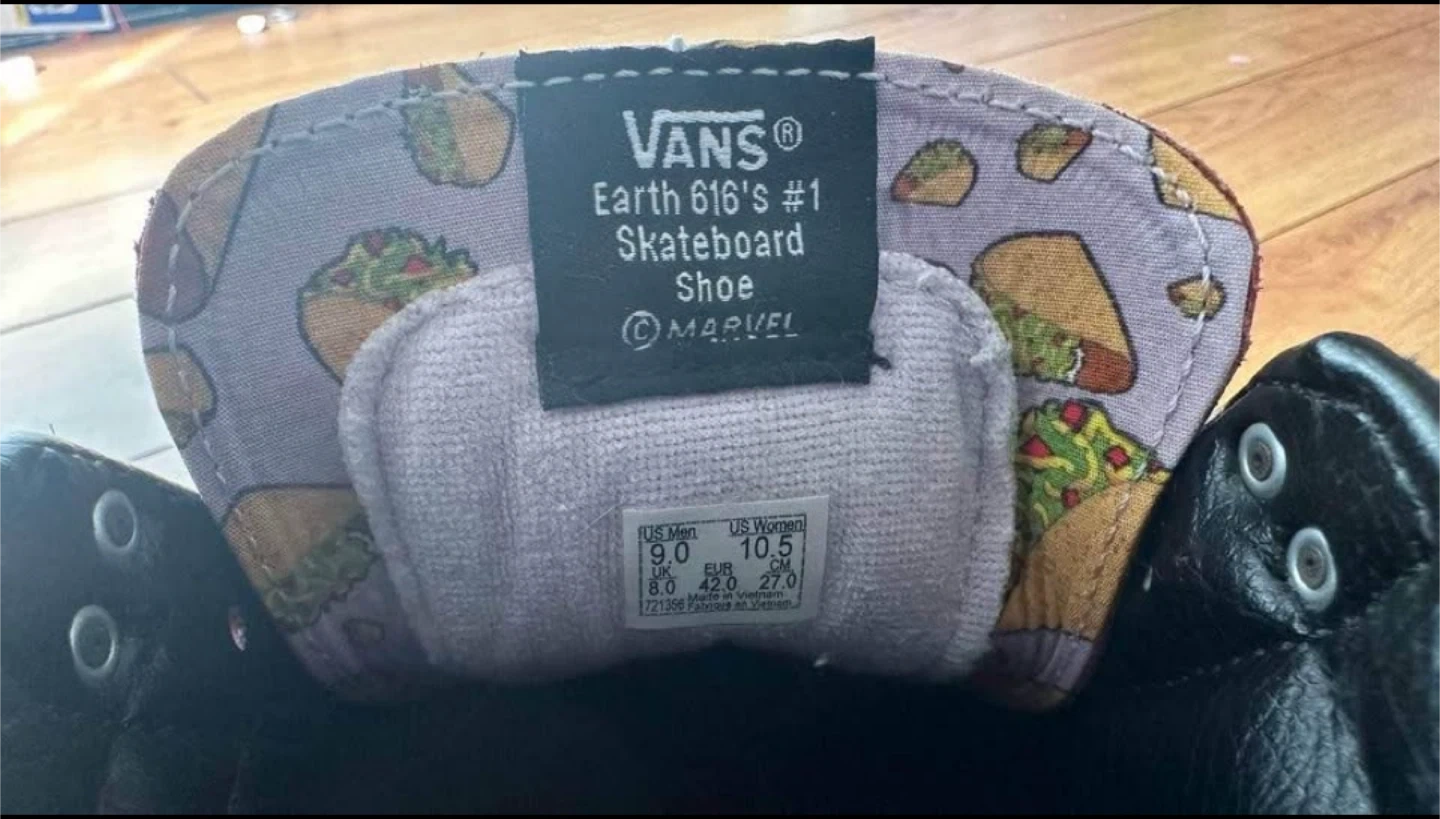 VANS®
Earth 616's #1
Skateboard
Shoe
© MARVEL
US Men US Women
9.0 10.5
UK EUR CM
8.0 42.0 27.0
721356 Made in Vietnam
Fabriqué en Vietnam